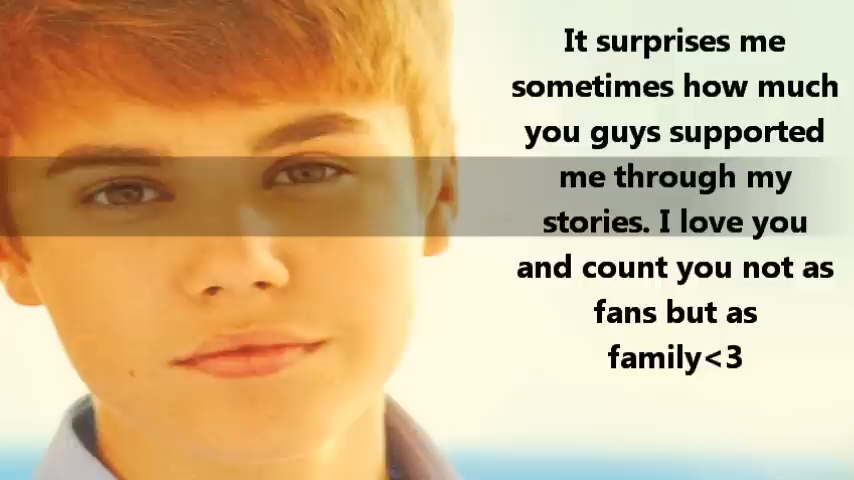 It surprises me
sometimes how much
you guys supported
me through my
stories. I love you
and count you not as
fans but as
family<3